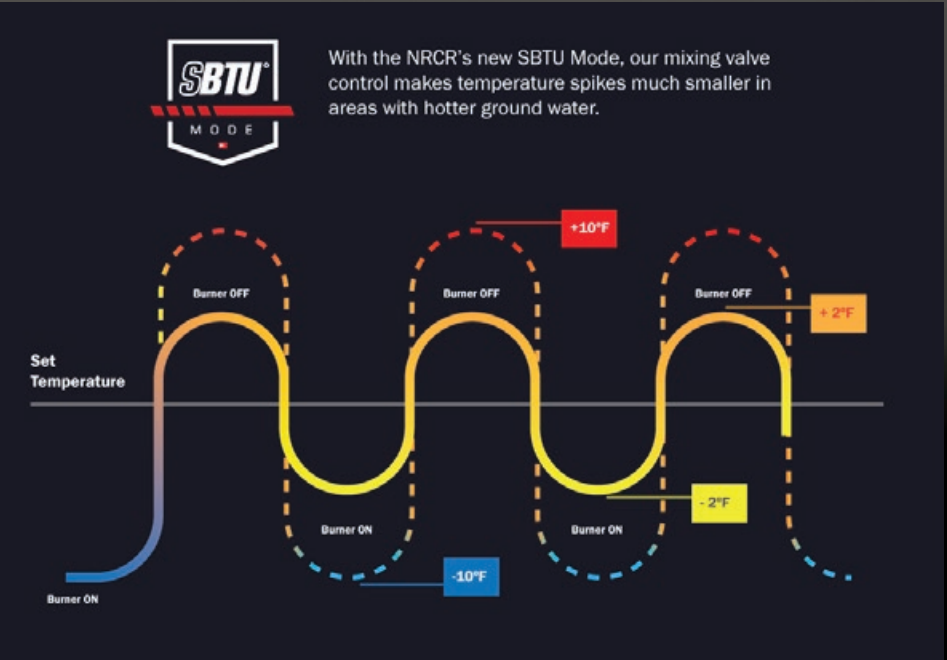 SBTU°
MODE
With the NRCR's new SBTU Mode, our mixing valve
control makes temperature spikes much smaller in
areas with hotter ground water.
+10°F
Burner OFF
Burner OFF
Burner OFF
+ 2°F
Set
Temperature
- 2°F
Burner ON
Burner ON
-10°F
Burner ON